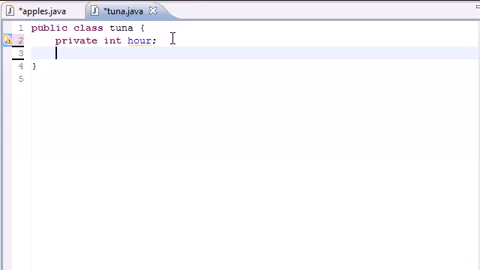 *apples.java *tuna.java
1 public class tuna {
2 private int hour;
3
4 }
5